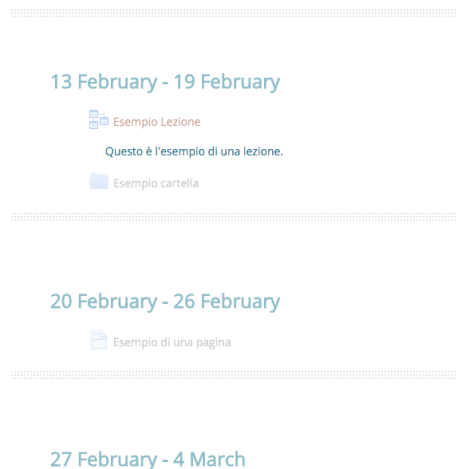 13 February - 19 February
Esempio Lezione
Questo è l'esempio di una lezione.
Esempio cartella
20 February - 26 February
Esempio di una pagina
27 February - 4 March